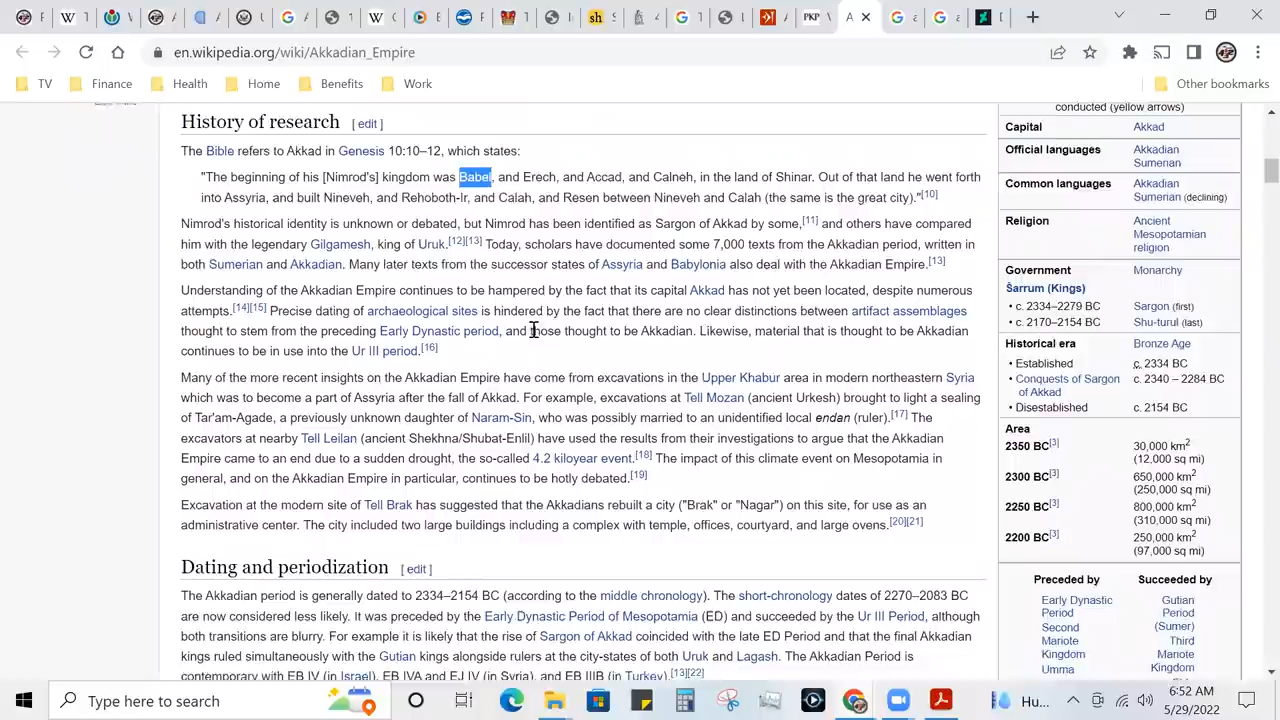 en.wikipedia.org/wiki/Akkadian_Empire
TV Finance Health Home Benefits Work Other bookmarks
History of research [ edit ]
The Bible refers to Akkad in Genesis 10:10–12, which states:
"The beginning of his [Nimrod's] kingdom was Babel, and Erech, and Accad, and Calneh, in the land of Shinar. Out of that land he went forth
into Assyria, and built Nineveh, and Rehoboth-Ir, and Calah, and Resen between Nineveh and Calah (the same is the great city)."[10]
Nimrod's historical identity is unknown or debated, but Nimrod has been identified as Sargon of Akkad by some,[11] and others have compared
him with the legendary Gilgamesh, king of Uruk.[12][13] Today, scholars have documented some 7,000 texts from the Akkadian period, written in
both Sumerian and Akkadian. Many later texts from the successor states of Assyria and Babylonia also deal with the Akkadian Empire.[13]
Understanding of the Akkadian Empire continues to be hampered by the fact that its capital Akkad has not yet been located, despite numerous
attempts.[14][15] Precise dating of archaeological sites is hindered by the fact that there are no clear distinctions between artifact assemblages
thought to stem from the preceding Early Dynastic period, and those thought to be Akkadian. Likewise, material that is thought to be Akkadian
continues to be in use into the Ur III period.[16]
Many of the more recent insights on the Akkadian Empire have come from excavations in the Upper Khabur area in modern northeastern Syria
which was to become a part of Assyria after the fall of Akkad. For example, excavations at Tell Mozan (ancient Urkesh) brought to light a sealing
of Tar'am-Agade, a previously unknown daughter of Naram-Sin, who was possibly married to an unidentified local endan (ruler).[17] The
excavators at nearby Tell Leilan (ancient Shekhna/Shubat-Enlil) have used the results from their investigations to argue that the Akkadian
Empire came to an end due to a sudden drought, the so-called 4.2 kiloyear event.[18] The impact of this climate event on Mesopotamia in
general, and on the Akkadian Empire in particular, continues to be hotly debated.[19]
Excavation at the modern site of Tell Brak has suggested that the Akkadians rebuilt a city ("Brak" or "Nagar") on this site, for use as an
administrative center. The city included two large buildings including a complex with temple, offices, courtyard, and large ovens.[20][21]
Dating and periodization [ edit ]
The Akkadian period is generally dated to 2334–2154 BC (according to the middle chronology). The short-chronology dates of 2270–2083 BC
are now considered less likely. It was preceded by the Early Dynastic Period of Mesopotamia (ED) and succeeded by the Ur III Period, although
both transitions are blurry. For example it is likely that the rise of Sargon of Akkad coincided with the late ED Period and that the final Akkadian
kings ruled simultaneously with the Gutian kings alongside rulers at the city-states of both Uruk and Lagash. The Akkadian Period is
contemporary with EB IV (in Israel), EB IVA and EJ IV (in Syria), and EB IIIB (in Turkey).[13][22]
conducted (yellow arrows)
Capital Akkad
Official languages Akkadian
Sumerian
Common languages Akkadian
Sumerian (declining)
Religion Ancient
Mesopotamian
religion
Government Monarchy
Šarrum (Kings)
• c. 2334–2279 BC Sargon (first)
• c. 2170–2154 BC Shu-turul (last)
Historical era Bronze Age
• Established c. 2334 BC
• Conquests of Sargon c. 2340 – 2284 BC
of Akkad
• Disestablished c. 2154 BC
Area
2350 BC[3] 30,000 km2
(12,000 sq mi)
2300 BC[3] 650,000 km2
(250,000 sq mi)
2250 BC[3] 800,000 km2
(310,000 sq mi)
2200 BC[3] 250,000 km2
(97,000 sq mi)
Preceded by Succeeded by
Early Dynastic Gutian
Period Period
Second (Sumer)
Mariote Third
Kingdom Mariote
Umma Kingdom
Type here to search
Hu...
6:52 AM
5/29/2022